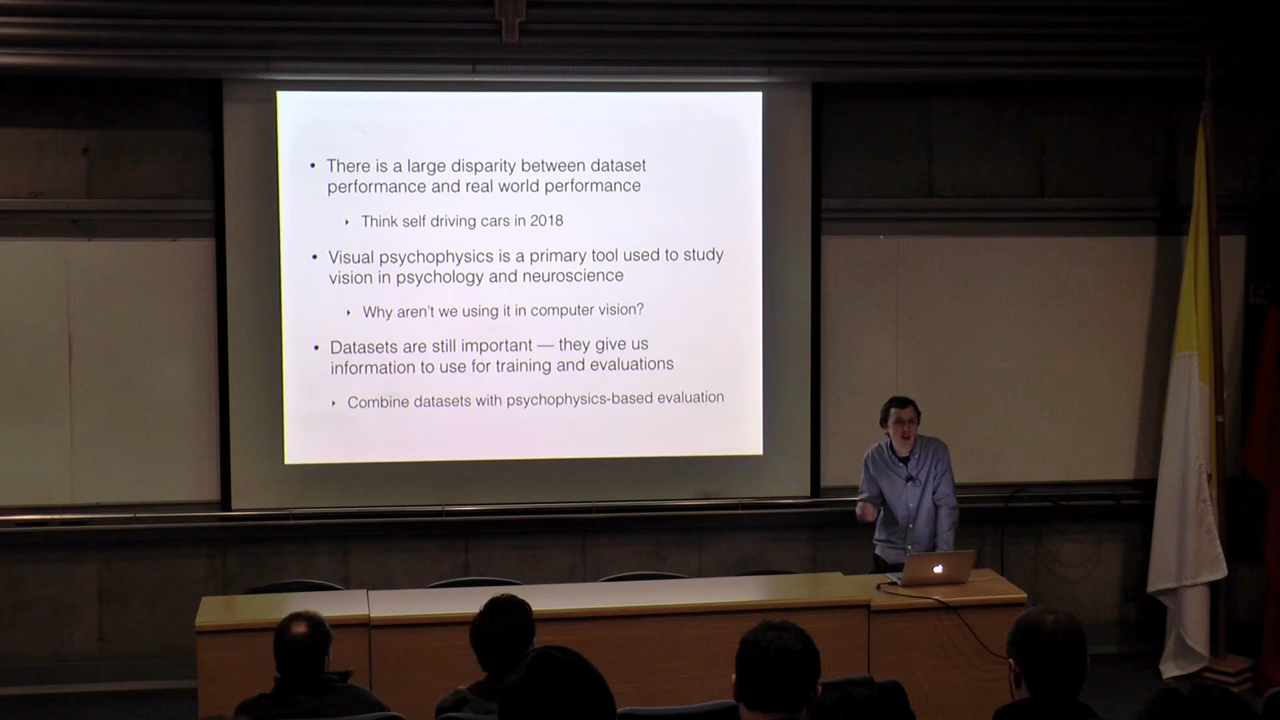 • There is a large disparity between dataset
performance and real world performance
‣ Think self driving cars in 2018
• Visual psychophysics is a primary tool used to study
vision in psychology and neuroscience
‣ Why aren't we using it in computer vision?
• Datasets are still important — they give us
information to use for training and evaluations
‣ Combine datasets with psychophysics-based evaluation